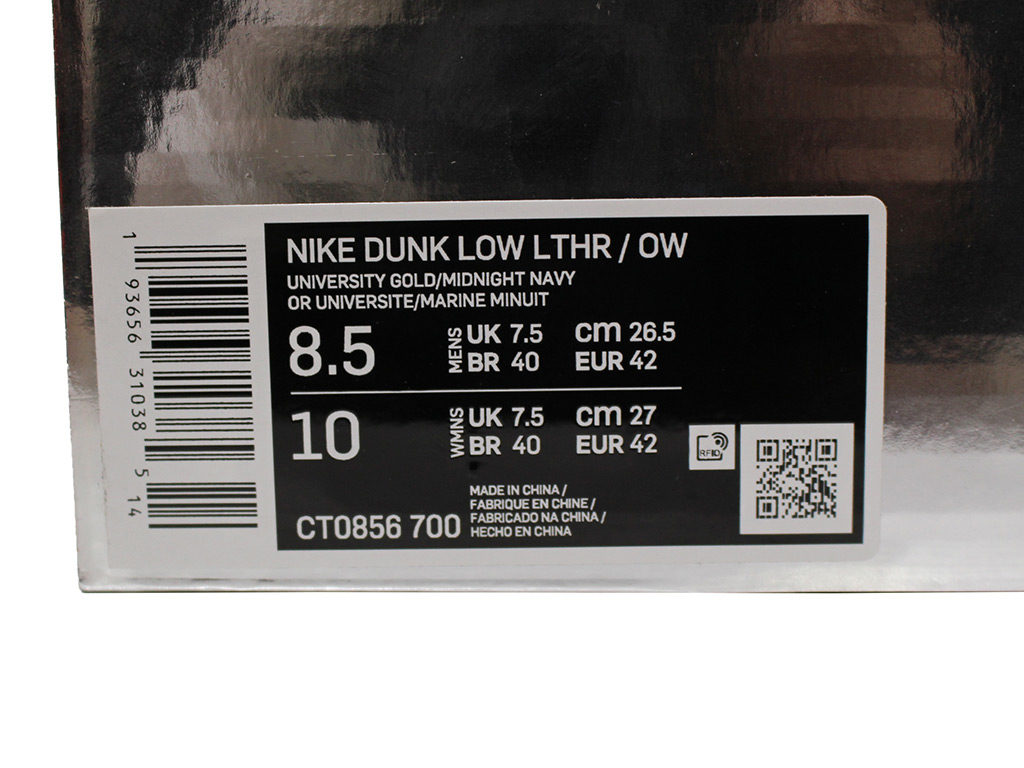 1 93656 31038 5 14
NIKE DUNK LOW LTHR / OW
UNIVERSITY GOLD/MIDNIGHT NAVY
OR UNIVERSITE/MARINE MINUIT
8.5 MENS UK 7.5 cm 26.5
BR 40 EUR 42
10 WMNS UK 7.5 cm 27
BR 40 EUR 42
RFID
CT0856 700
MADE IN CHINA /
FABRIQUE EN CHINE /
FABRICADO NA CHINA /
HECHO EN CHINA